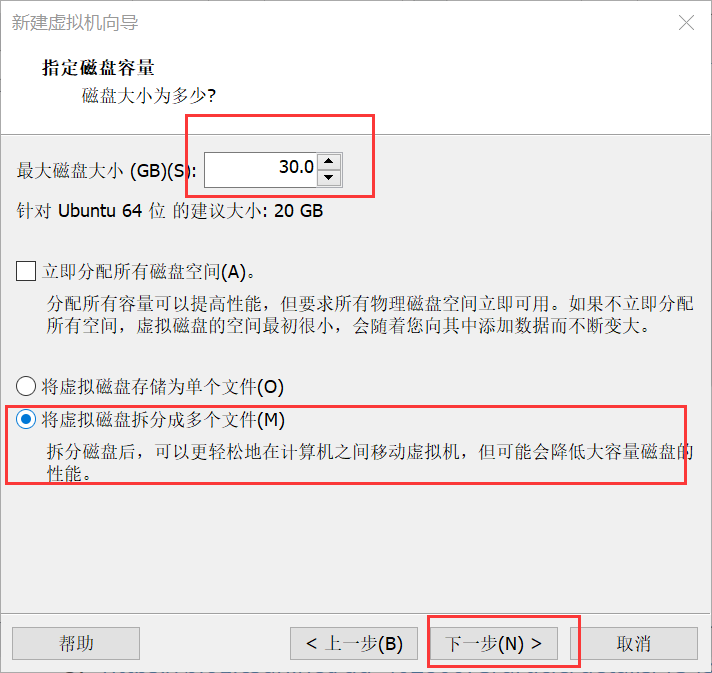 新建虚拟机向导
指定磁盘容量
磁盘大小为多少?
最大磁盘大小 (GB)(S): 30.0
针对 Ubuntu 64 位 的建议大小: 20 GB
立即分配所有磁盘空间(A)。
分配所有容量可以提高性能，但要求所有物理磁盘空间立即可用。如果不立即分配
所有空间，虚拟磁盘的空间最初很小，会随着您向其中添加数据而不断变大。
将虚拟磁盘存储为单个文件(O)
将虚拟磁盘拆分成多个文件(M)
拆分磁盘后，可以更轻松地在计算机之间移动虚拟机，但可能会降低大容量磁盘的
性能。
帮助 < 上一步(B) 下一步(N) > 取消